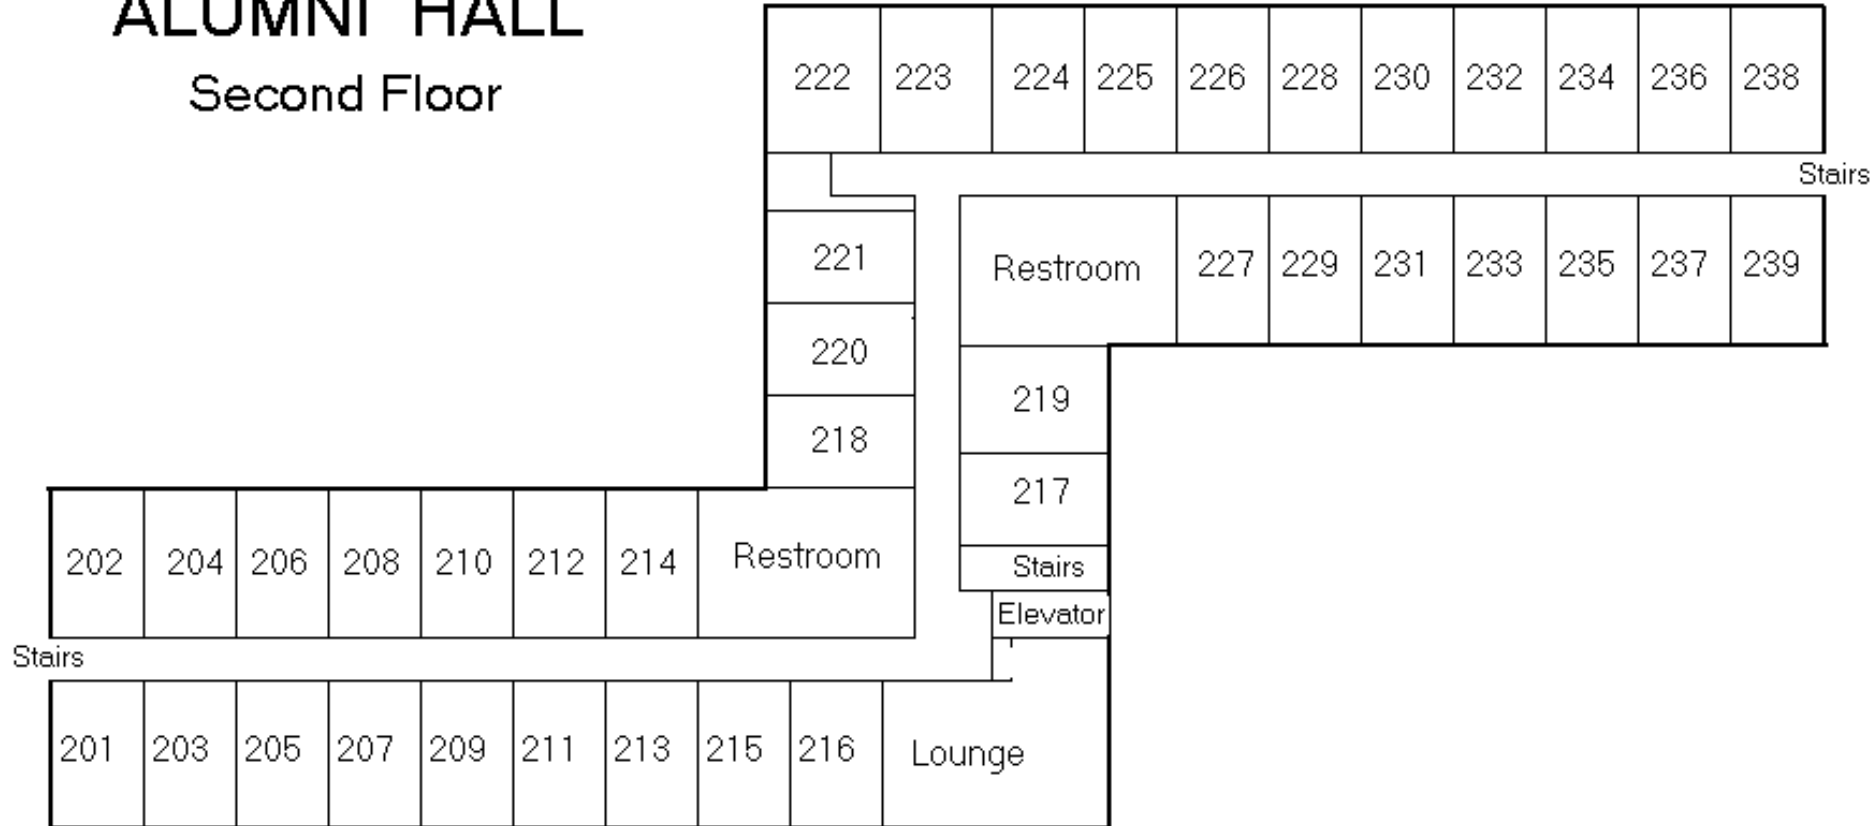 ALUMNI HALL
Second Floor
222 223 224 225 226 228 230 232 234 236 238
Stairs
221 Restroom 227 229 231 233 235 237 239
220 219
218 217
202 204 206 208 210 212 214 Restroom Stairs
Elevator
Stairs
201 203 205 207 209 211 213 215 216 Lounge